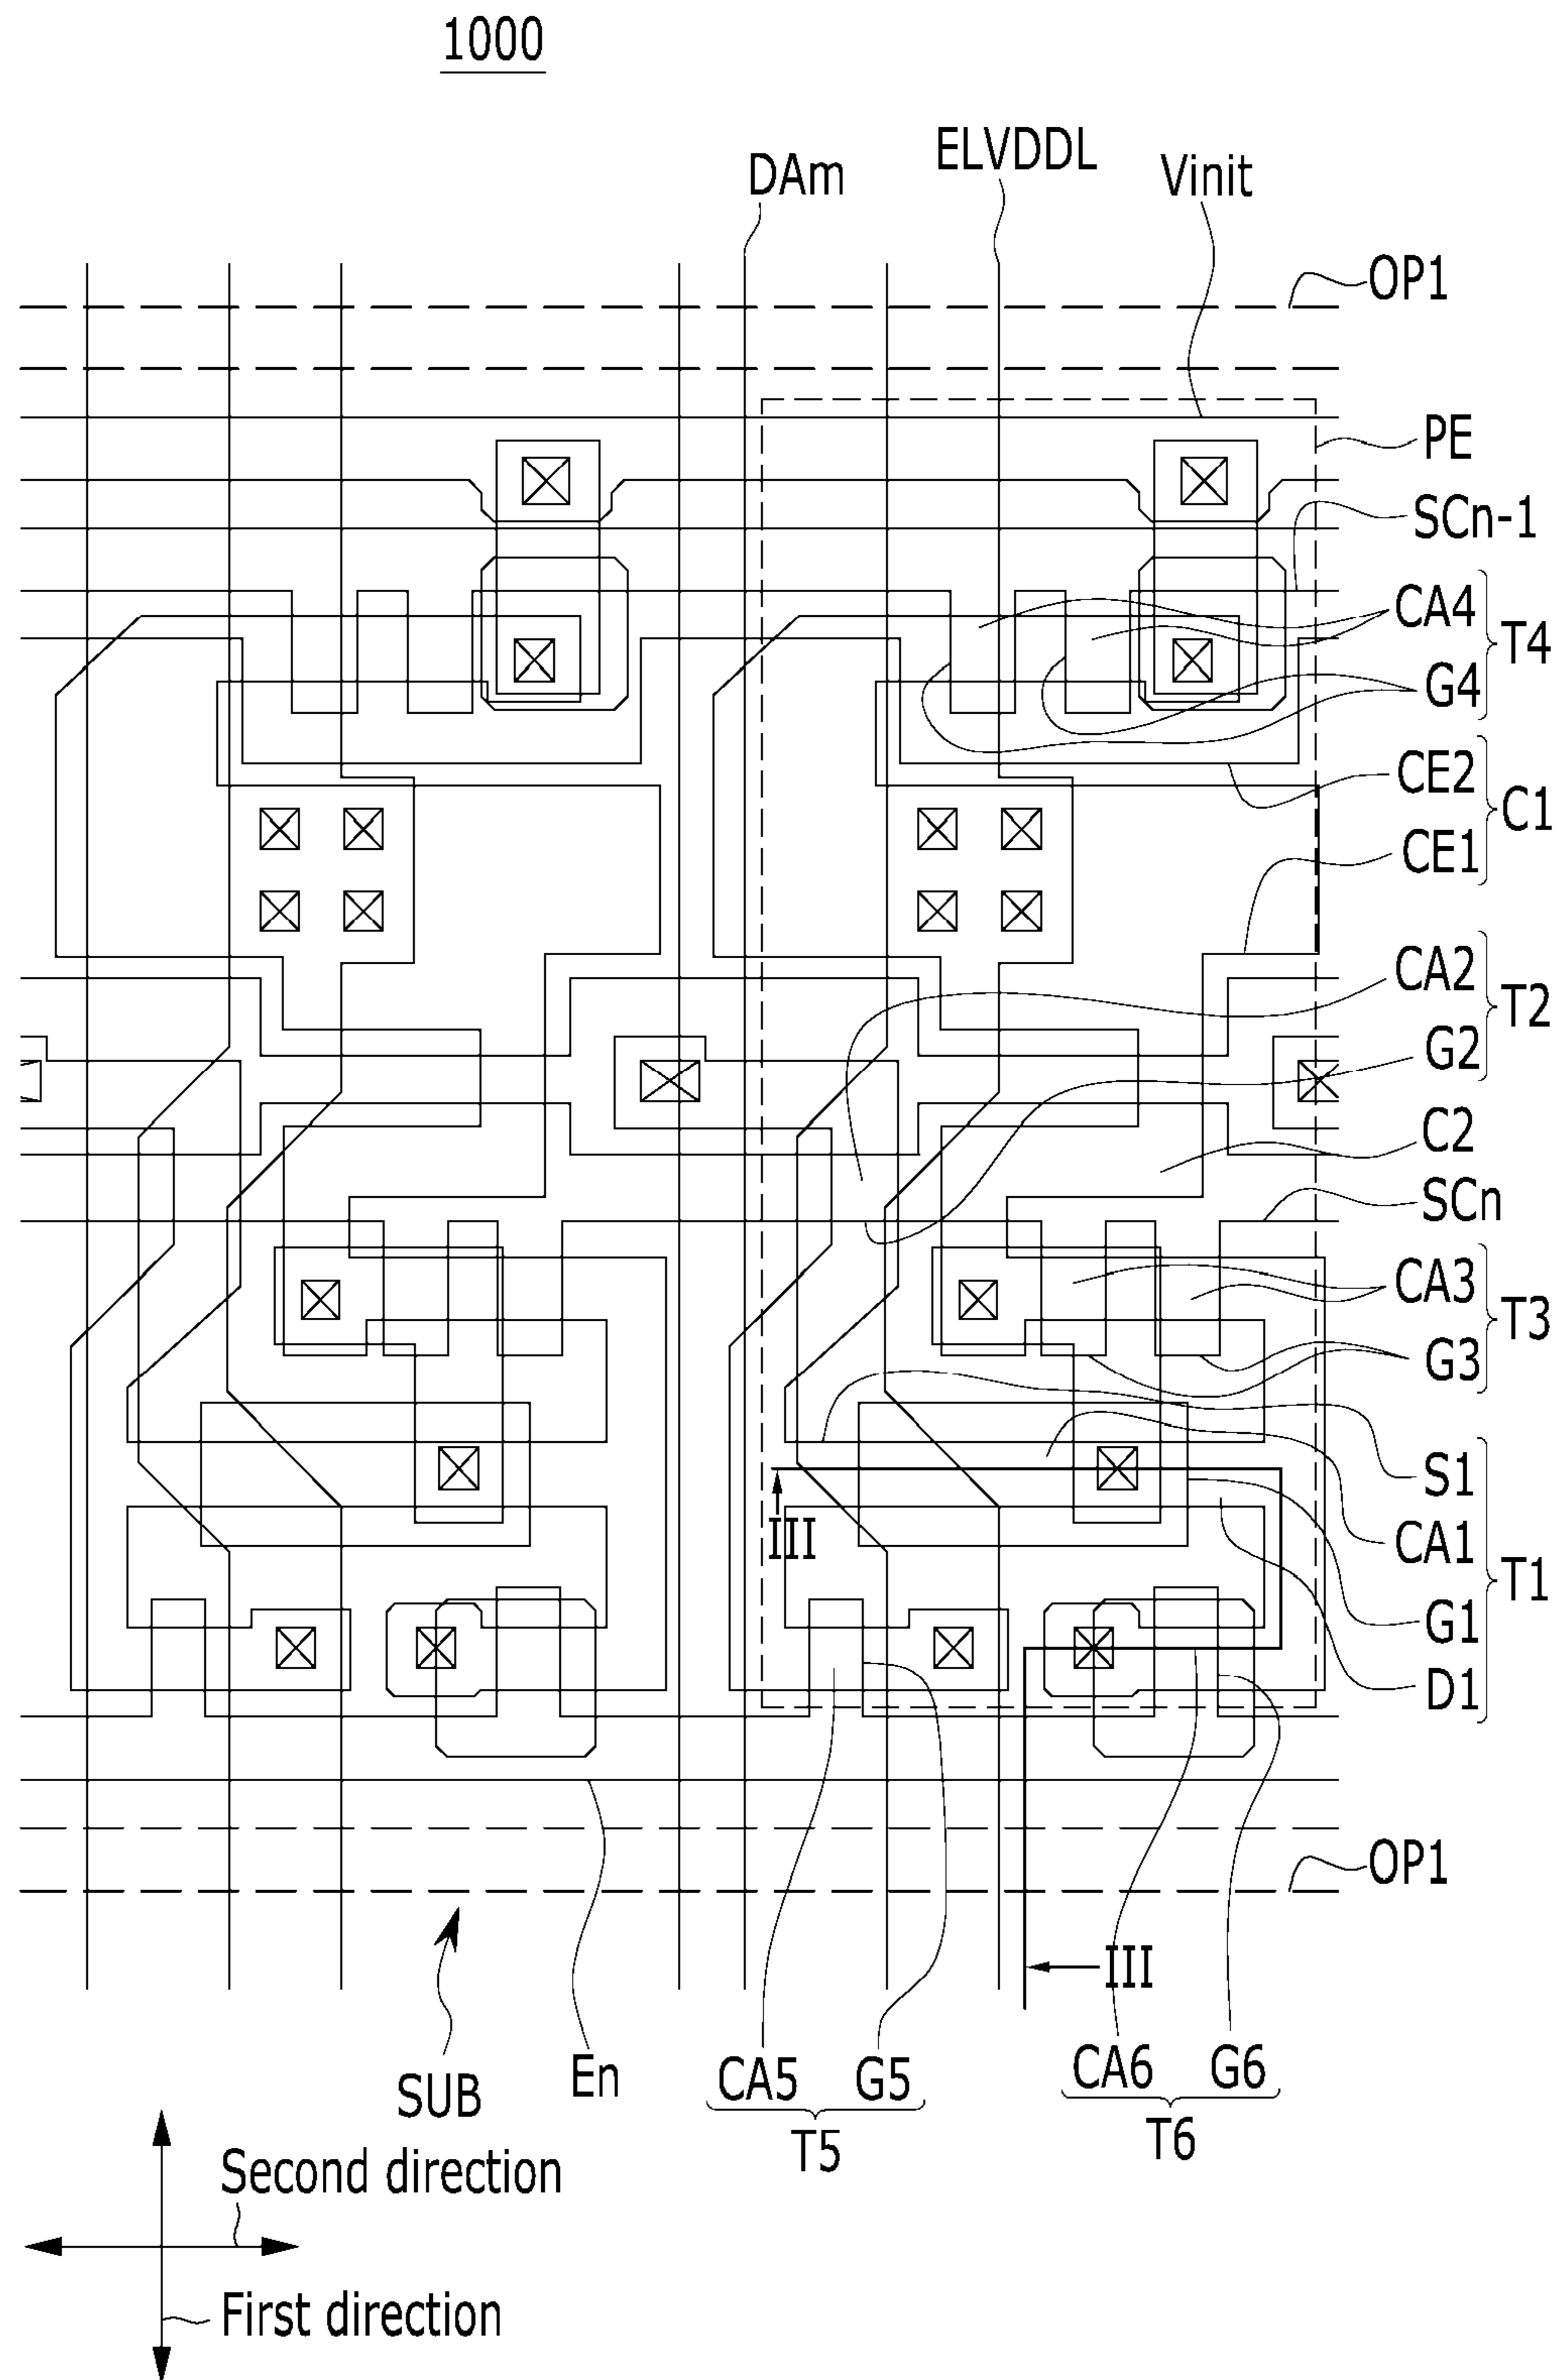 1000
DAm
ELVDDL
Vinit
OP1
PE
SCn-1
CA4
T4
G4
CE2
C1
CE1
CA2
T2
G2
C2
SCn
CA3
T3
G3
S1
CA1
T1
G1
D1
III
OP1
III
SUB
En
CA5
G5
T5
CA6
G6
T6
Second direction
First direction